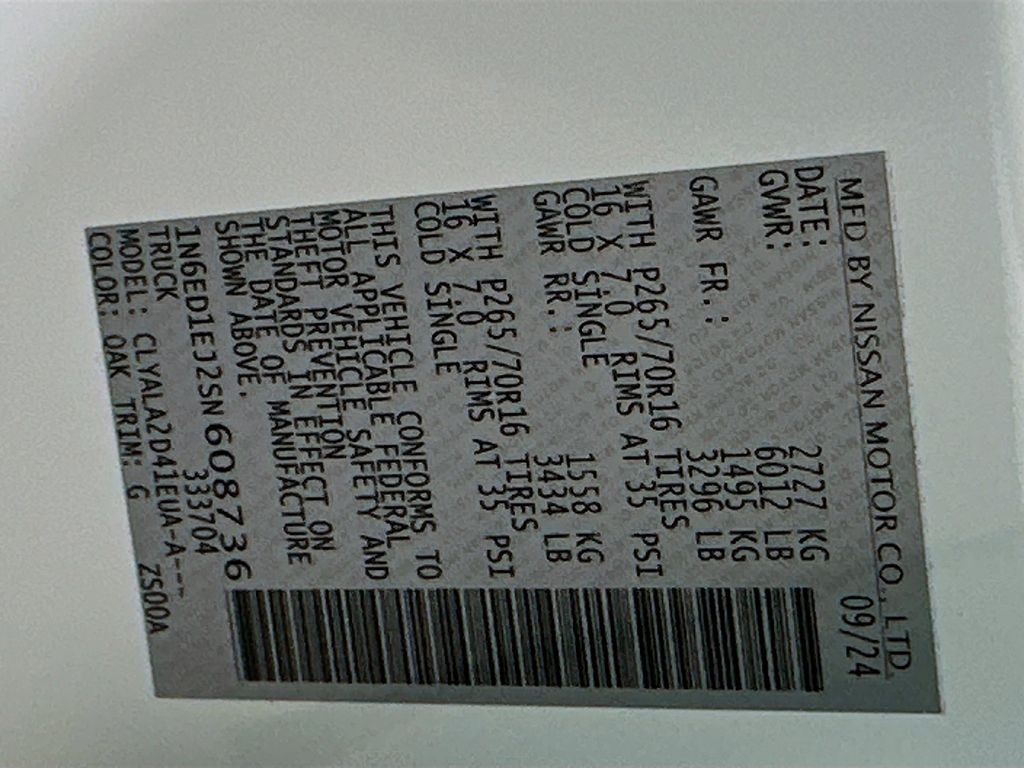 MFD BY NISSAN MOTOR CO., LTD.
DATE: 09/24
GVWR: 2727 KG
6012 LB
GAWR FR.: 1495 KG
3296 LB
WITH P265/70R16 TIRES
16 X 7.0 RIMS AT 35 PSI
COLD SINGLE
GAWR RR.: 1558 KG
3434 LB
WITH P265/70R16 TIRES
16 X 7.0 RIMS AT 35 PSI
COLD SINGLE
THIS VEHICLE CONFORMS TO
ALL APPLICABLE FEDERAL
MOTOR VEHICLE SAFETY AND
THEFT PREVENTION
STANDARDS IN EFFECT ON
THE DATE OF MANUFACTURE
SHOWN ABOVE.
1N6ED1EJ2SN608736
TRUCK 333704
MODEL: CLYALA2D41EUA-A---
COLOR: QAK TRIM: G ZS00A